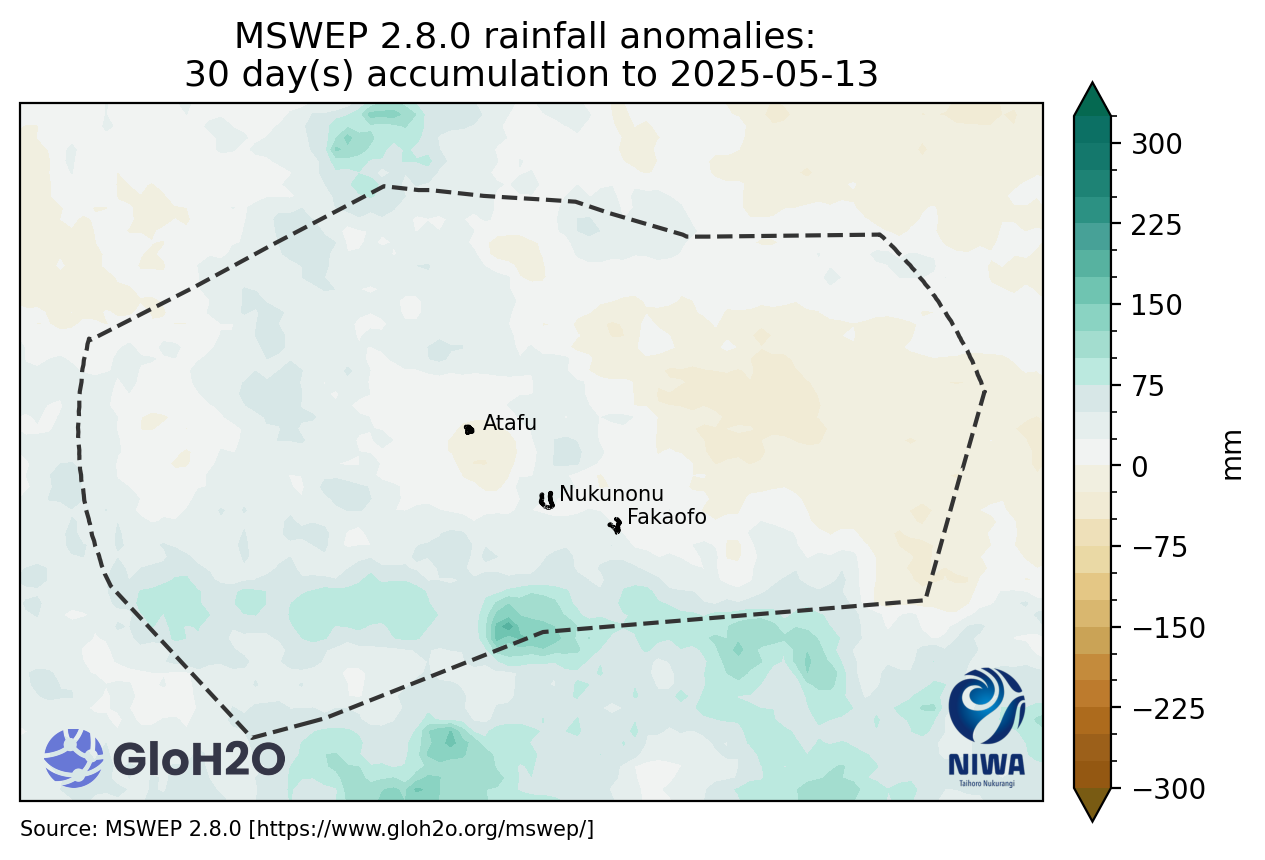 MSWEP 2.8.0 rainfall anomalies:
30 day(s) accumulation to 2025-05-13
300
225
150
75
0
−75
−150
−225
−300
mm
Atafu
Nukunonu
Fakaofo
GloH2O
NIWA
Taihoro Nukurangi
Source: MSWEP 2.8.0 [https://www.gloh2o.org/mswep/]